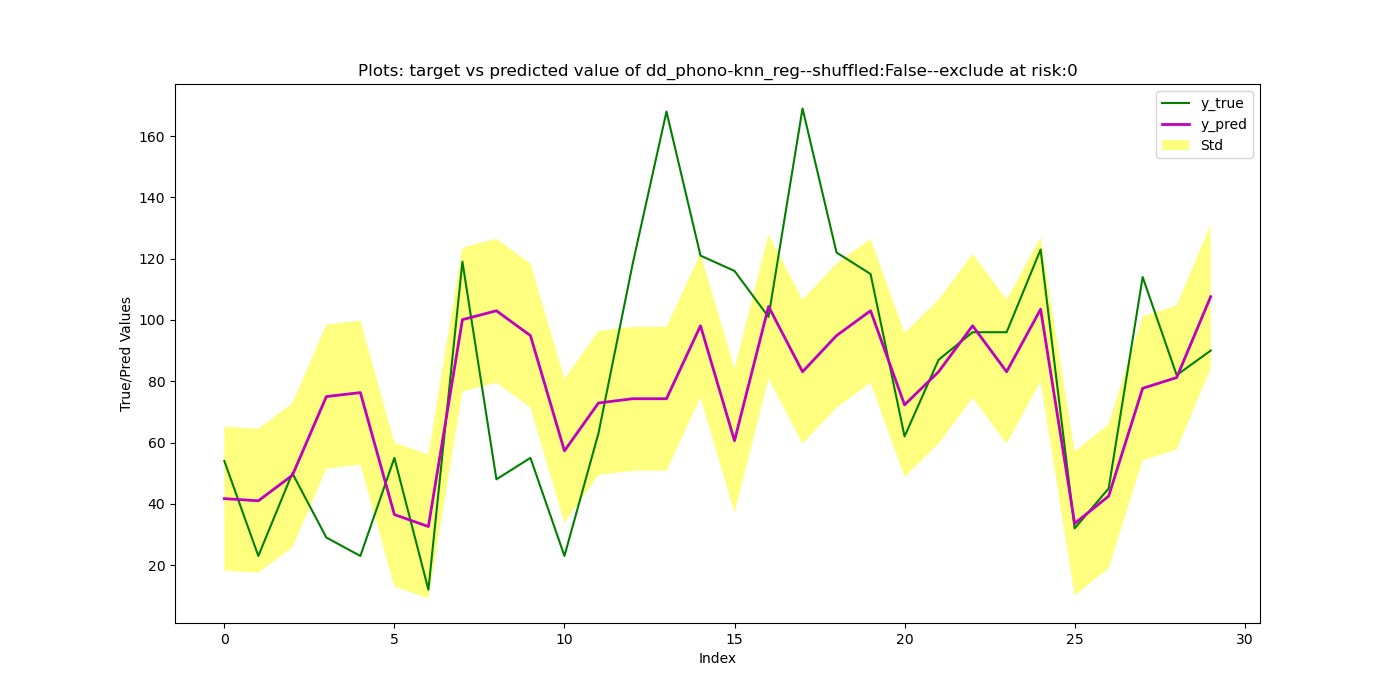 Plots: target vs predicted value of dd_phono-knn_reg--shuffled:False--exclude at risk:0
y_true
y_pred
Std
True/Pred Values
160
140
120
100
80
60
40
20
0 5 10 15 20 25 30
Index